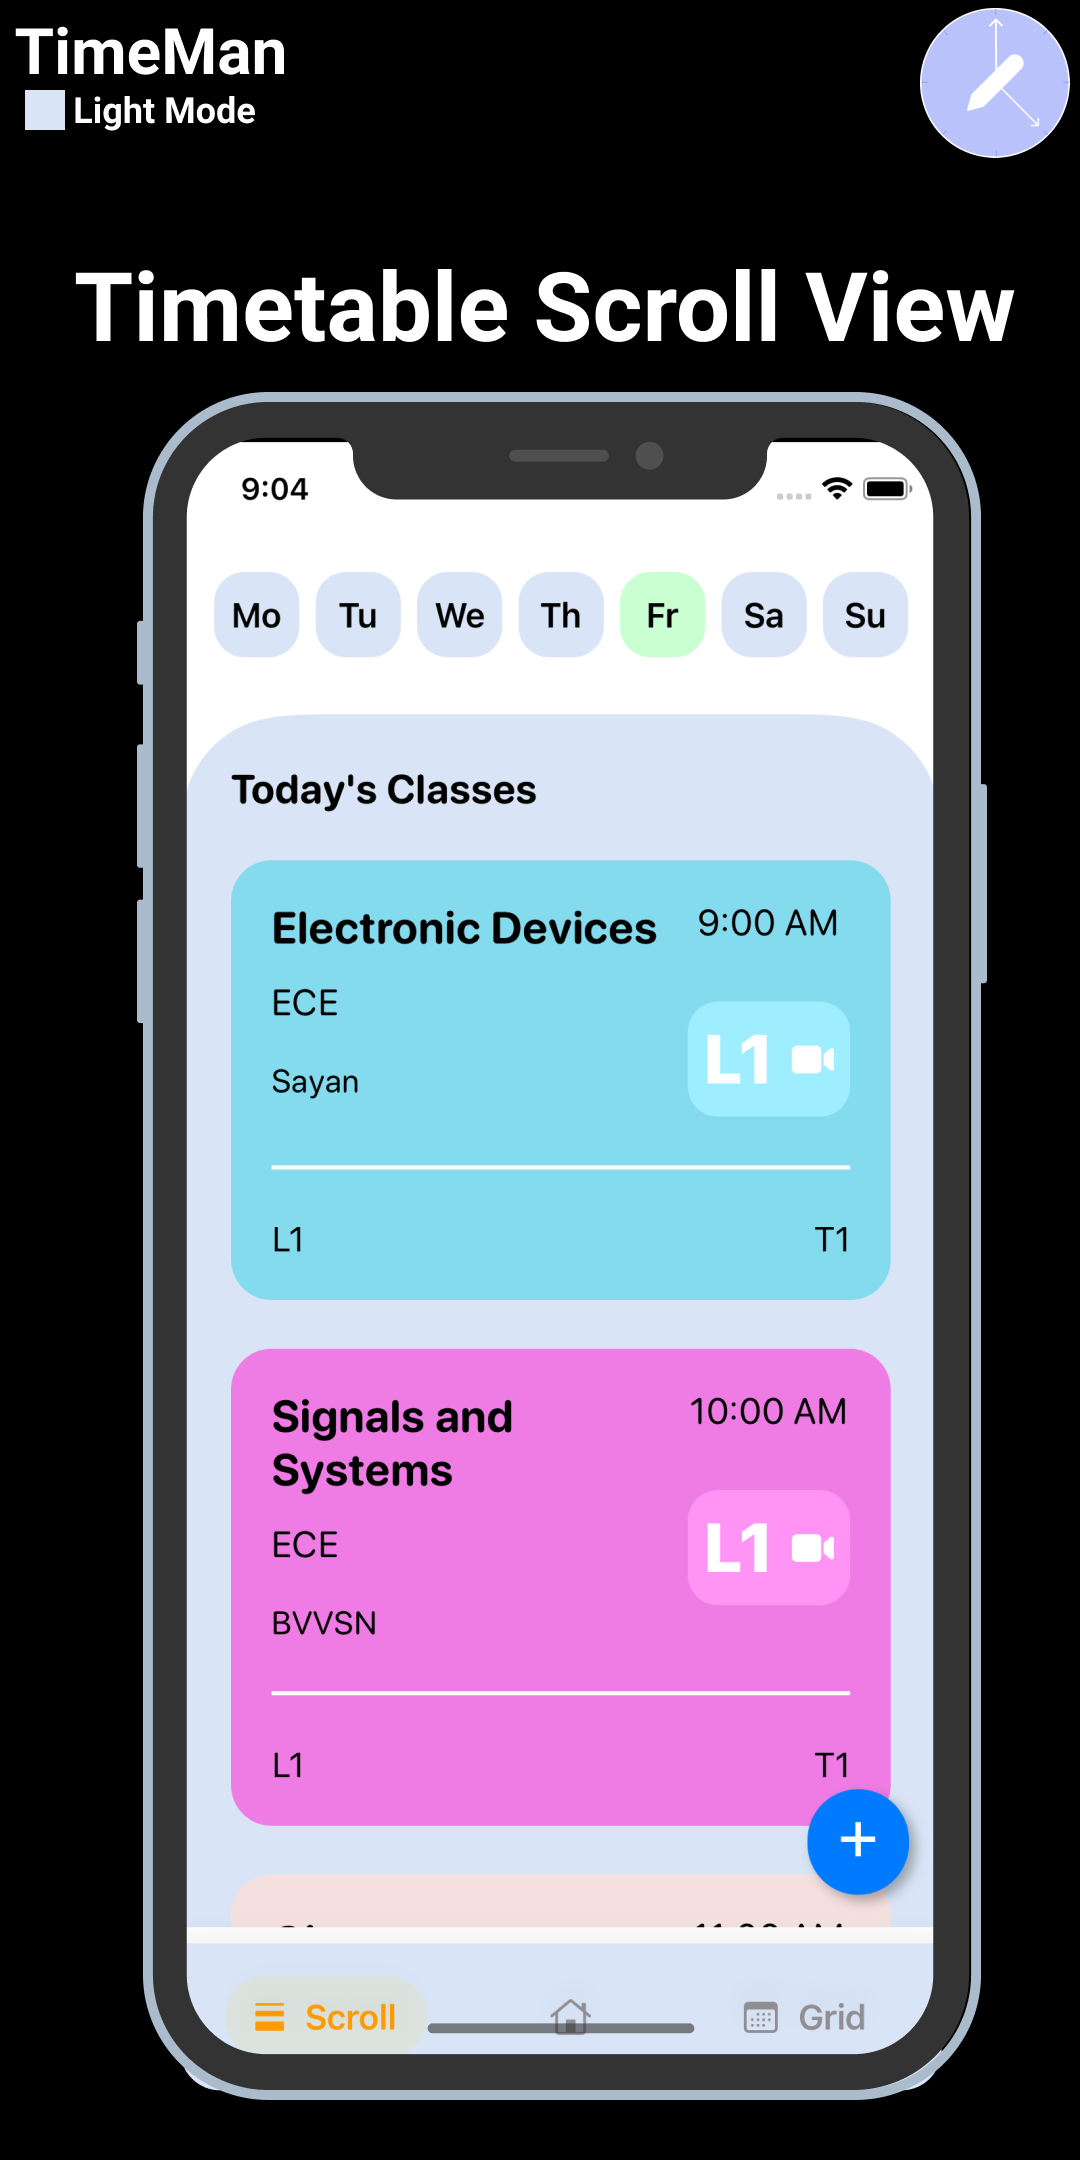 TimeMan
Light Mode
Timetable Scroll View
9:04
Mo Tu We Th Fr Sa Su
Today's Classes
Electronic Devices 9:00 AM
ECE
L1
Sayan
L1 T1
Signals and 10:00 AM
Systems
L1
ECE
BVVSN
L1 T1
+
Scroll Grid